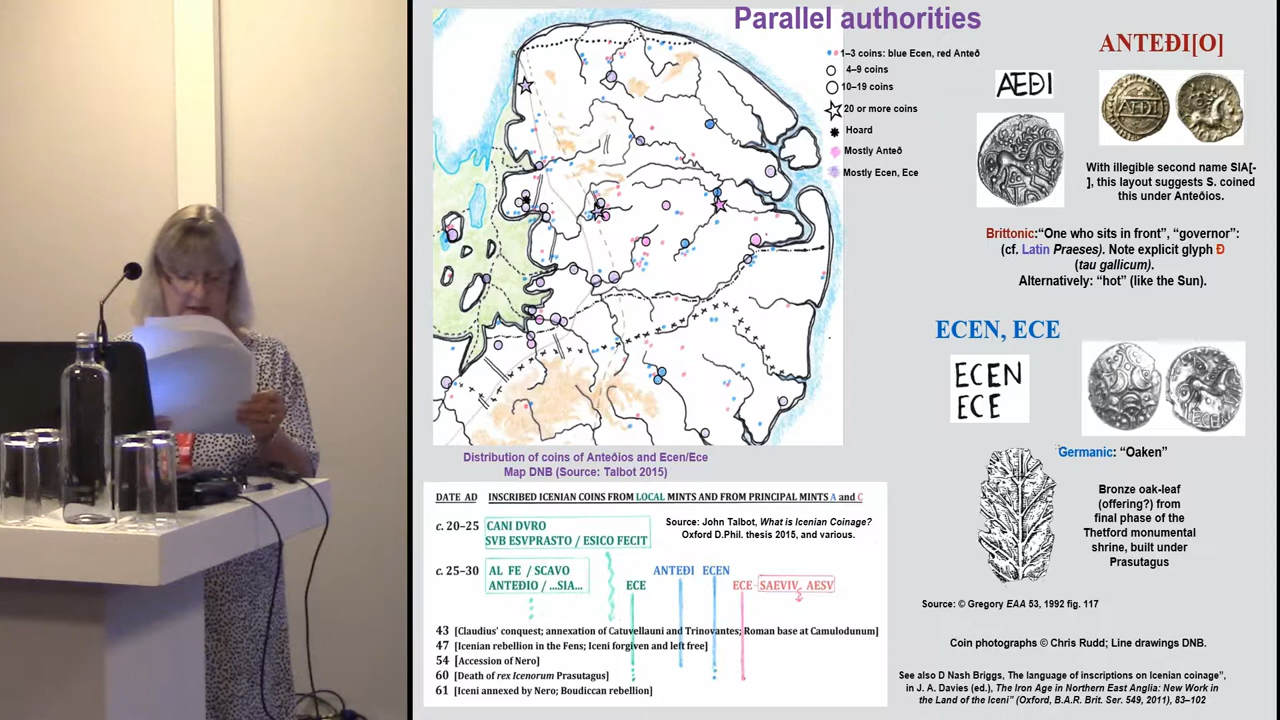 Parallel authorities
1–3 coins: blue Ecen, red Anteð
4–9 coins
10–19 coins
20 or more coins
Hoard
Mostly Anteð
Mostly Ecen, Ece
Distribution of coins of Anteðios and Ecen/Ece
Map DNB (Source: Talbot 2015)
DATE AD INSCRIBED ICENIAN COINS FROM LOCAL MINTS AND FROM PRINCIPAL MINTS A and C
c. 20–25 CANI DVRO
SVB ESVPRASTO / ESICO FECIT
Source: John Talbot, What is Icenian Coinage?
Oxford D.Phil. thesis 2015, and various.
c. 25–30 AL FE / SCAVO
ANTEÐIO / ...SIA...
ECE
ANTEÐI ECEN
ECE SAEVIV AESV
43 [Claudius' conquest; annexation of Catuvellauni and Trinovantes; Roman base at Camulodunum]
47 [Icenian rebellion in the Fens; Iceni forgiven and left free]
54 [Accession of Nero]
60 [Death of rex Icenorum Prasutagus]
61 [Iceni annexed by Nero; Boudiccan rebellion]
ANTEÐI[O]
With illegible second name SIA[-
], this layout suggests S. coined
this under Anteðios.
Brittonic:“One who sits in front”, “governor”:
(cf. Latin Praeses). Note explicit glyph Ð
(tau gallicum).
Alternatively: “hot” (like the Sun).
ECEN, ECE
ECEN
ECE
Germanic: “Oaken”
Bronze oak-leaf
(offering?) from
final phase of the
Thetford monumental
shrine, built under
Prasutagus
Source: © Gregory EAA 53, 1992 fig. 117
Coin photographs © Chris Rudd; Line drawings DNB.
See also D Nash Briggs, The language of inscriptions on Icenian coinage”,
in J. A. Davies (ed.), The Iron Age in Northern East Anglia: New Work in
the Land of the Iceni” (Oxford, B.A.R. Brit. Ser. 549, 2011), 83–102